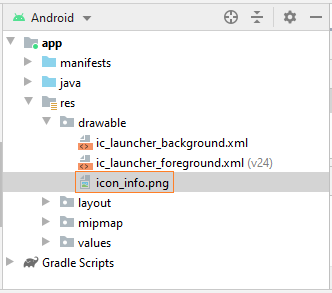 Android
app
manifests
java
res
drawable
ic_launcher_background.xml
ic_launcher_foreground.xml (v24)
icon_info.png
layout
mipmap
values
Gradle Scripts